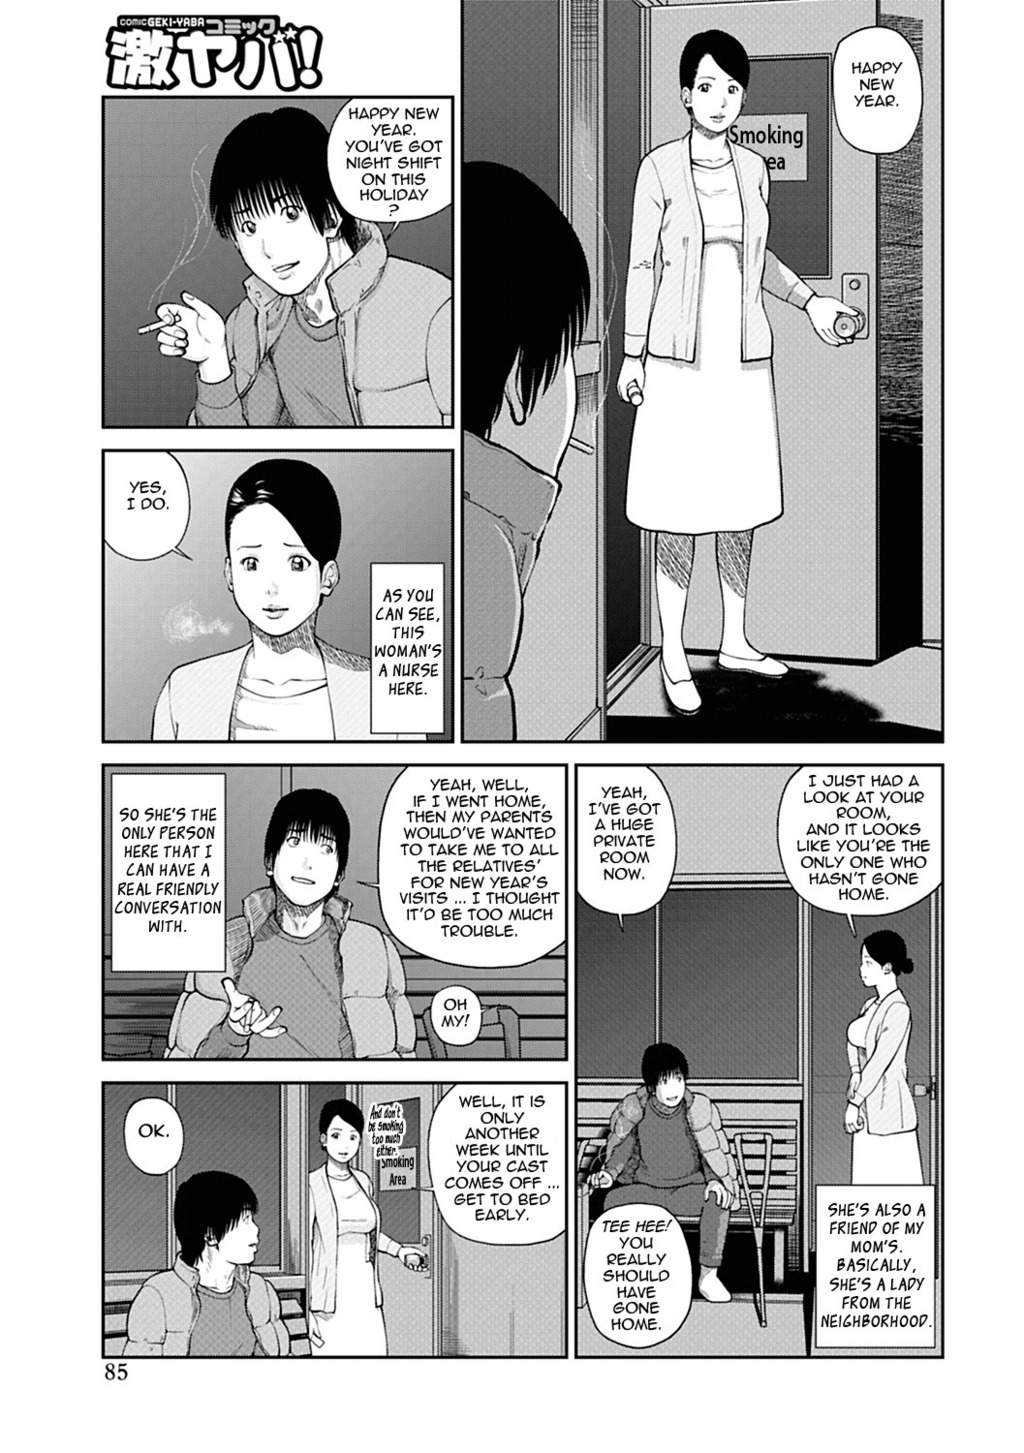 COMIC GEKI-YABA
コミック
激ヤバ!
HAPPY
NEW
YEAR.
Smoking
Area
HAPPY NEW
YEAR.
YOU'VE GOT
NIGHT SHIFT
ON THIS
HOLIDAY
?
YES,
I DO.
AS YOU
CAN SEE,
THIS
WOMAN'S
A NURSE
HERE.
I JUST HAD A
LOOK AT YOUR
ROOM,
AND IT LOOKS
LIKE YOU'RE THE
ONLY ONE WHO
HASN'T GONE
HOME.
YEAH,
I'VE GOT
A HUGE
PRIVATE
ROOM
NOW.
TEE HEE!
YOU
REALLY
SHOULD
HAVE
GONE
HOME.
SHE'S ALSO A
FRIEND OF MY
MOM'S.
BASICALLY,
SHE'S A LADY
FROM THE
NEIGHBORHOOD.
YEAH, WELL,
IF I WENT HOME,
THEN MY PARENTS
WOULD'VE WANTED
TO TAKE ME TO ALL
THE RELATIVES'
FOR NEW YEAR'S
VISITS ... I THOUGHT
IT'D BE TOO MUCH
TROUBLE.
OH
MY!
SO SHE'S THE
ONLY PERSON
HERE THAT I
CAN HAVE A
REAL FRIENDLY
CONVERSATION
WITH.
WELL, IT IS
ONLY
ANOTHER
WEEK UNTIL
YOUR CAST
COMES OFF ...
GET TO BED
EARLY.
And don't
be smoking
too much
either.
Smoking
Area
OK.
85